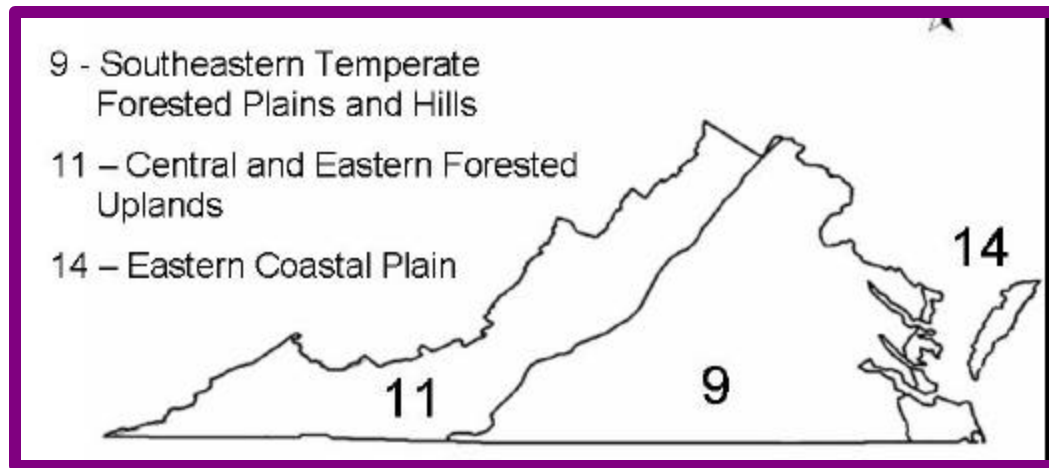 9 - Southeastern Temperate
Forested Plains and Hills
11 – Central and Eastern Forested
Uplands
14 – Eastern Coastal Plain
14
11
9